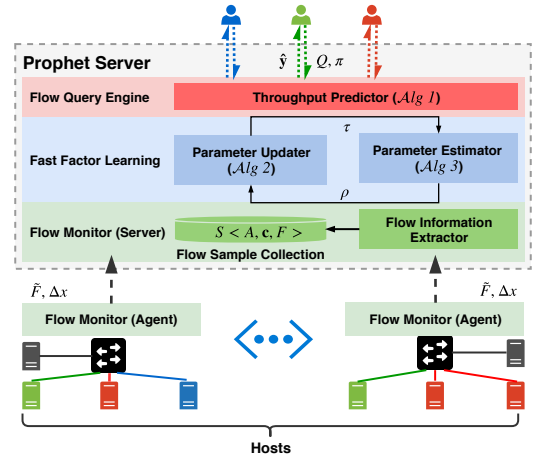 ŷ Q, π
Prophet Server
Flow Query Engine
Throughput Predictor (Alg 1)
τ
Fast Factor Learning
Parameter Updater
(Alg 2)
Parameter Estimator
(Alg 3)
ρ
Flow Monitor (Server)
S < A, c, F >
Flow Sample Collection
Flow Information
Extractor
F̃, Δx
F̃, Δx
Flow Monitor (Agent)
Flow Monitor (Agent)
Hosts